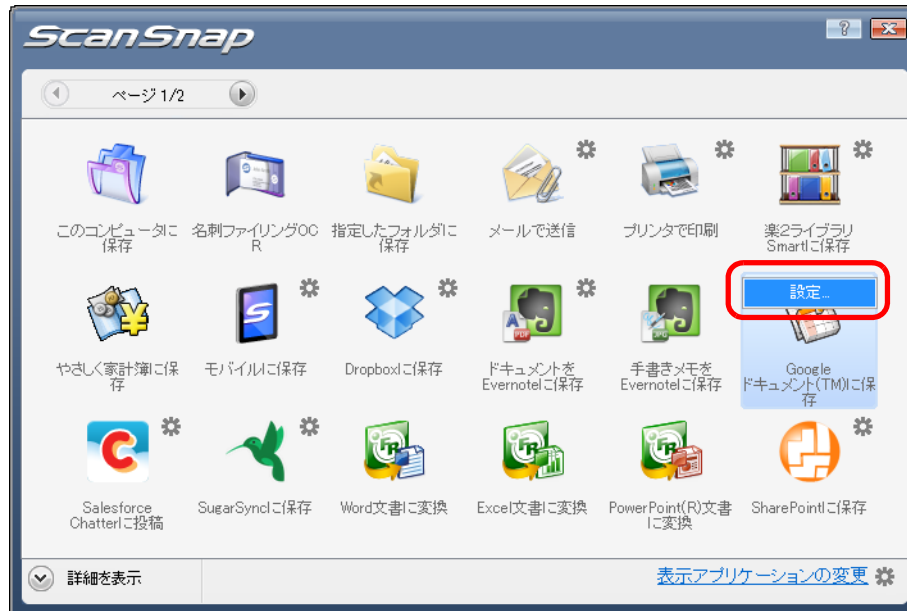 ScanSnap
?
ページ 1/2
このコンピュータに
保存
名刺ファイリングOC
R
指定したフォルダに
保存
メールで送信
プリンタで印刷
楽2ライブラリ
Smartに保存
設定...
やさしく家計簿に保
存
モバイルに保存
Dropboxに保存
ドキュメントを
Evernoteに保存
手書きメモを
Evernoteに保存
Google
ドキュメント(TM)に保
存
Salesforce
Chatterに投稿
SugarSyncに保存
Word文書に変換
Excel文書に変換
PowerPoint(R)文書
に変換
SharePointに保存
詳細を表示
表示アプリケーションの変更